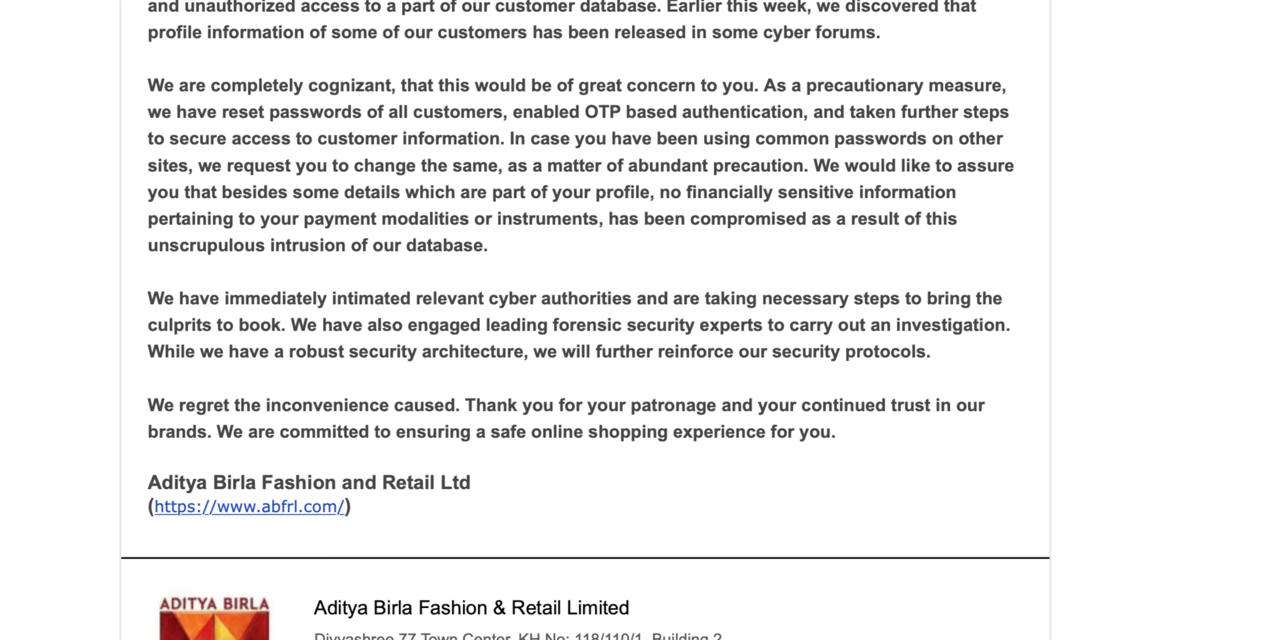 and unauthorized access to a part of our customer database. Earlier this week, we discovered that
profile information of some of our customers has been released in some cyber forums.
We are completely cognizant, that this would be of great concern to you. As a precautionary measure,
we have reset passwords of all customers, enabled OTP based authentication, and taken further steps
to secure access to customer information. In case you have been using common passwords on other
sites, we request you to change the same, as a matter of abundant precaution. We would like to assure
you that besides some details which are part of your profile, no financially sensitive information
pertaining to your payment modalities or instruments, has been compromised as a result of this
unscrupulous intrusion of our database.
We have immediately intimated relevant cyber authorities and are taking necessary steps to bring the
culprits to book. We have also engaged leading forensic security experts to carry out an investigation.
While we have a robust security architecture, we will further reinforce our security protocols.
We regret the inconvenience caused. Thank you for your patronage and your continued trust in our
brands. We are committed to ensuring a safe online shopping experience for you.
Aditya Birla Fashion and Retail Ltd
(https://www.abfrl.com/)
ADITYA BIRLA
Aditya Birla Fashion & Retail Limited
Divyashree 77 Town Center, KH No: 118/110/1, Building 2